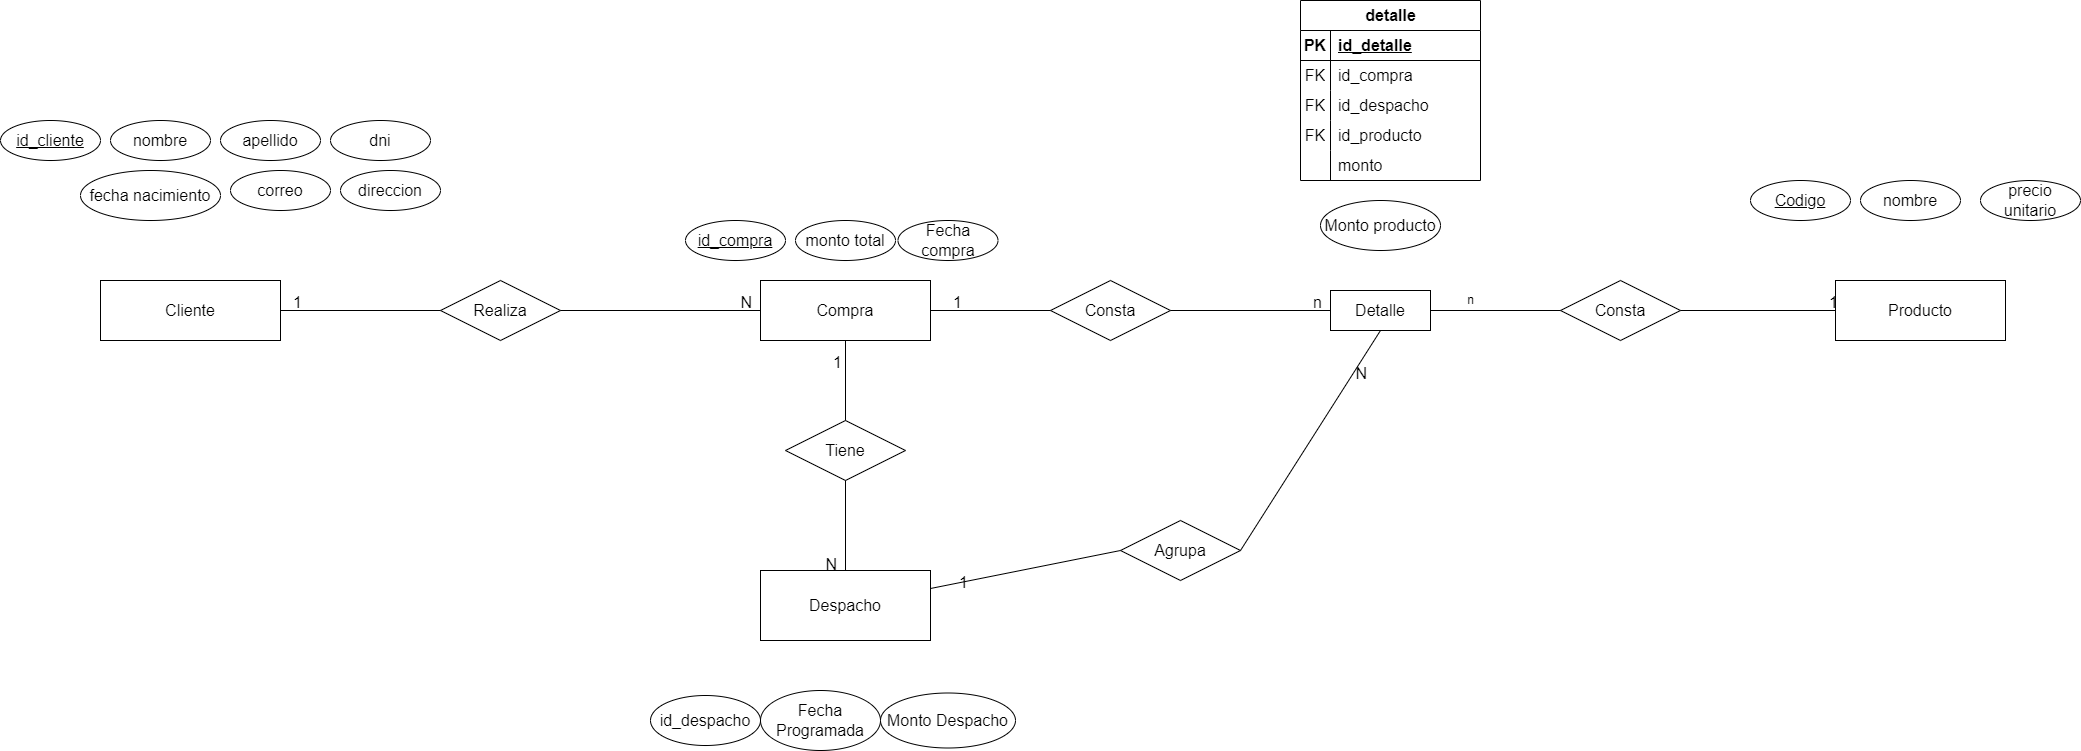 detalle
PK id_detalle
FK id_compra
FK id_despacho
FK id_producto
monto
id_cliente
nombre
apellido
dni
fecha nacimiento
correo
direccion
id_compra
monto total
Fecha
compra
Monto producto
Codigo
nombre
precio
unitario
Cliente
1
Realiza
N
Compra
1
Consta
n
Detalle
n
Consta
1
Producto
1
N
Tiene
Agrupa
N
1
Despacho
id_despacho
Fecha
Programada
Monto Despacho